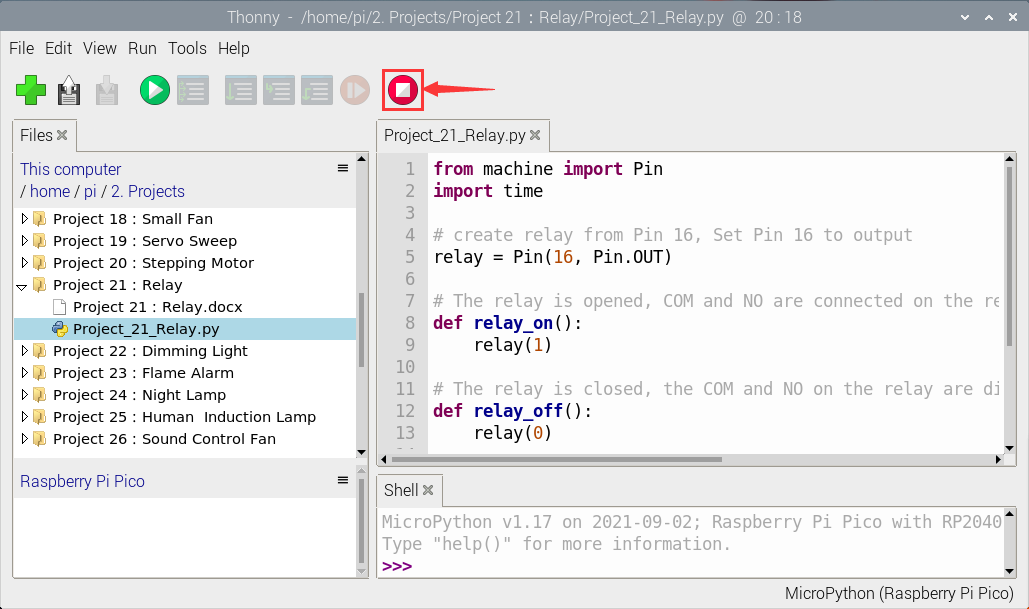 Thonny - /home/pi/2. Projects/Project 21 : Relay/Project_21_Relay.py @ 20 : 18
File Edit View Run Tools Help
Files
This computer
/ home / pi / 2. Projects
Project 18 : Small Fan
Project 19 : Servo Sweep
Project 20 : Stepping Motor
Project 21 : Relay
Project 21 : Relay.docx
Project_21_Relay.py
Project 22 : Dimming Light
Project 23 : Flame Alarm
Project 24 : Night Lamp
Project 25 : Human Induction Lamp
Project 26 : Sound Control Fan
Raspberry Pi Pico
Project_21_Relay.py
1 from machine import Pin
2 import time
3
4 # create relay from Pin 16, Set Pin 16 to output
5 relay = Pin(16, Pin.OUT)
6
7 # The relay is opened, COM and NO are connected on the re
8 def relay_on():
9     relay(1)
10
11 # The relay is closed, the COM and NO on the relay are di
12 def relay_off():
13     relay(0)
Shell
MicroPython v1.17 on 2021-09-02; Raspberry Pi Pico with RP2040
Type "help()" for more information.
>>>
MicroPython (Raspberry Pi Pico)